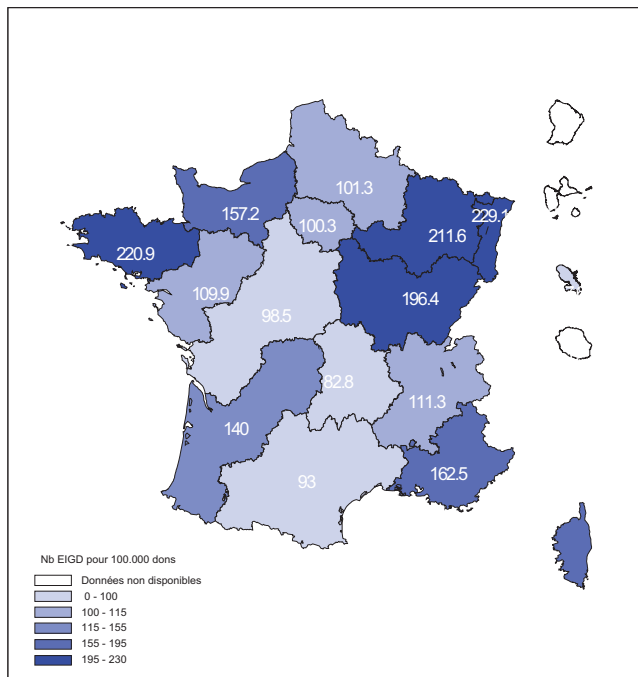 101.3
157.2
100.3
229.1
211.6
220.9
109.9
196.4
98.5
82.8
111.3
140
162.5
93
Nb EIGD pour 100.000 dons
Données non disponibles
0 - 100
100 - 115
115 - 155
155 - 195
195 - 230